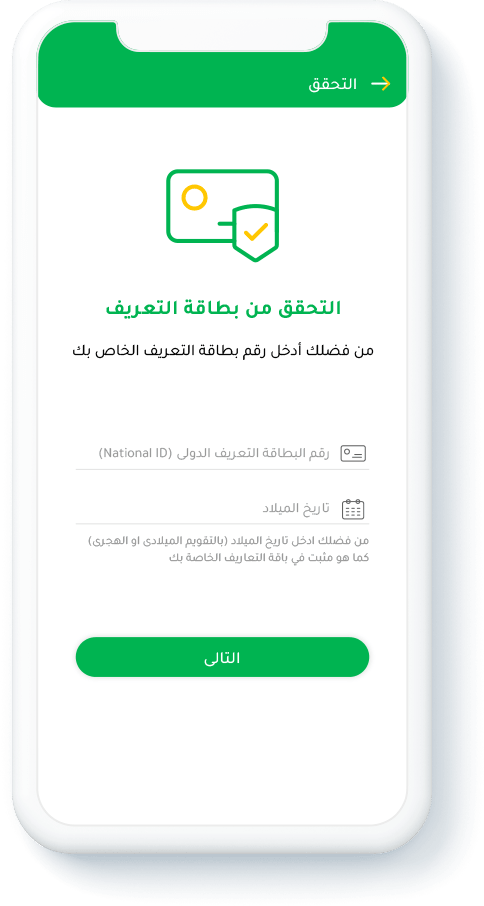 التحقق
التحقق من بطاقة التعريف
من فضلك أدخل رقم بطاقة التعريف الخاص بك
رقم البطاقة التعريف الدولى (National ID)
تاريخ الميلاد
من فضلك ادخل تاريخ الميلاد (بالتقويم الميلادى او الهجرى)
كما هو مثبت في باقة التعاريف الخاصة بك
التالى